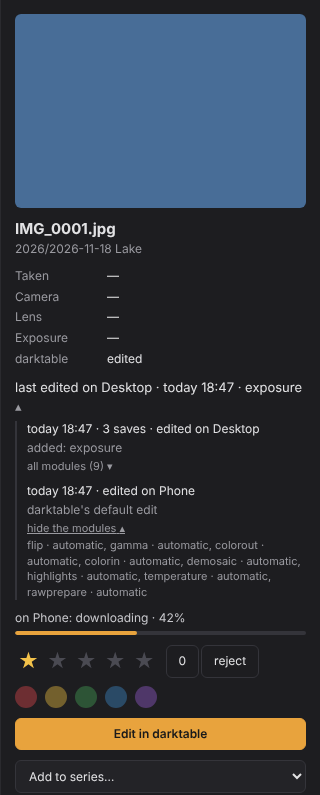 IMG_0001.jpg
2026/2026-11-18 Lake
Taken —
Camera —
Lens —
Exposure —
darktable edited
last edited on Desktop · today 18:47 · exposure
▴
today 18:47 · 3 saves · edited on Desktop
added: exposure
all modules (9) ▾
today 18:47 · edited on Phone
darktable's default edit
hide the modules ▴
flip · automatic, gamma · automatic, colorout ·
automatic, colorin · automatic, demosaic · automatic,
highlights · automatic, temperature · automatic,
rawprepare · automatic
on Phone: downloading · 42%
★ ★ ★ ★ ★ 0 reject
Edit in darktable
Add to series...